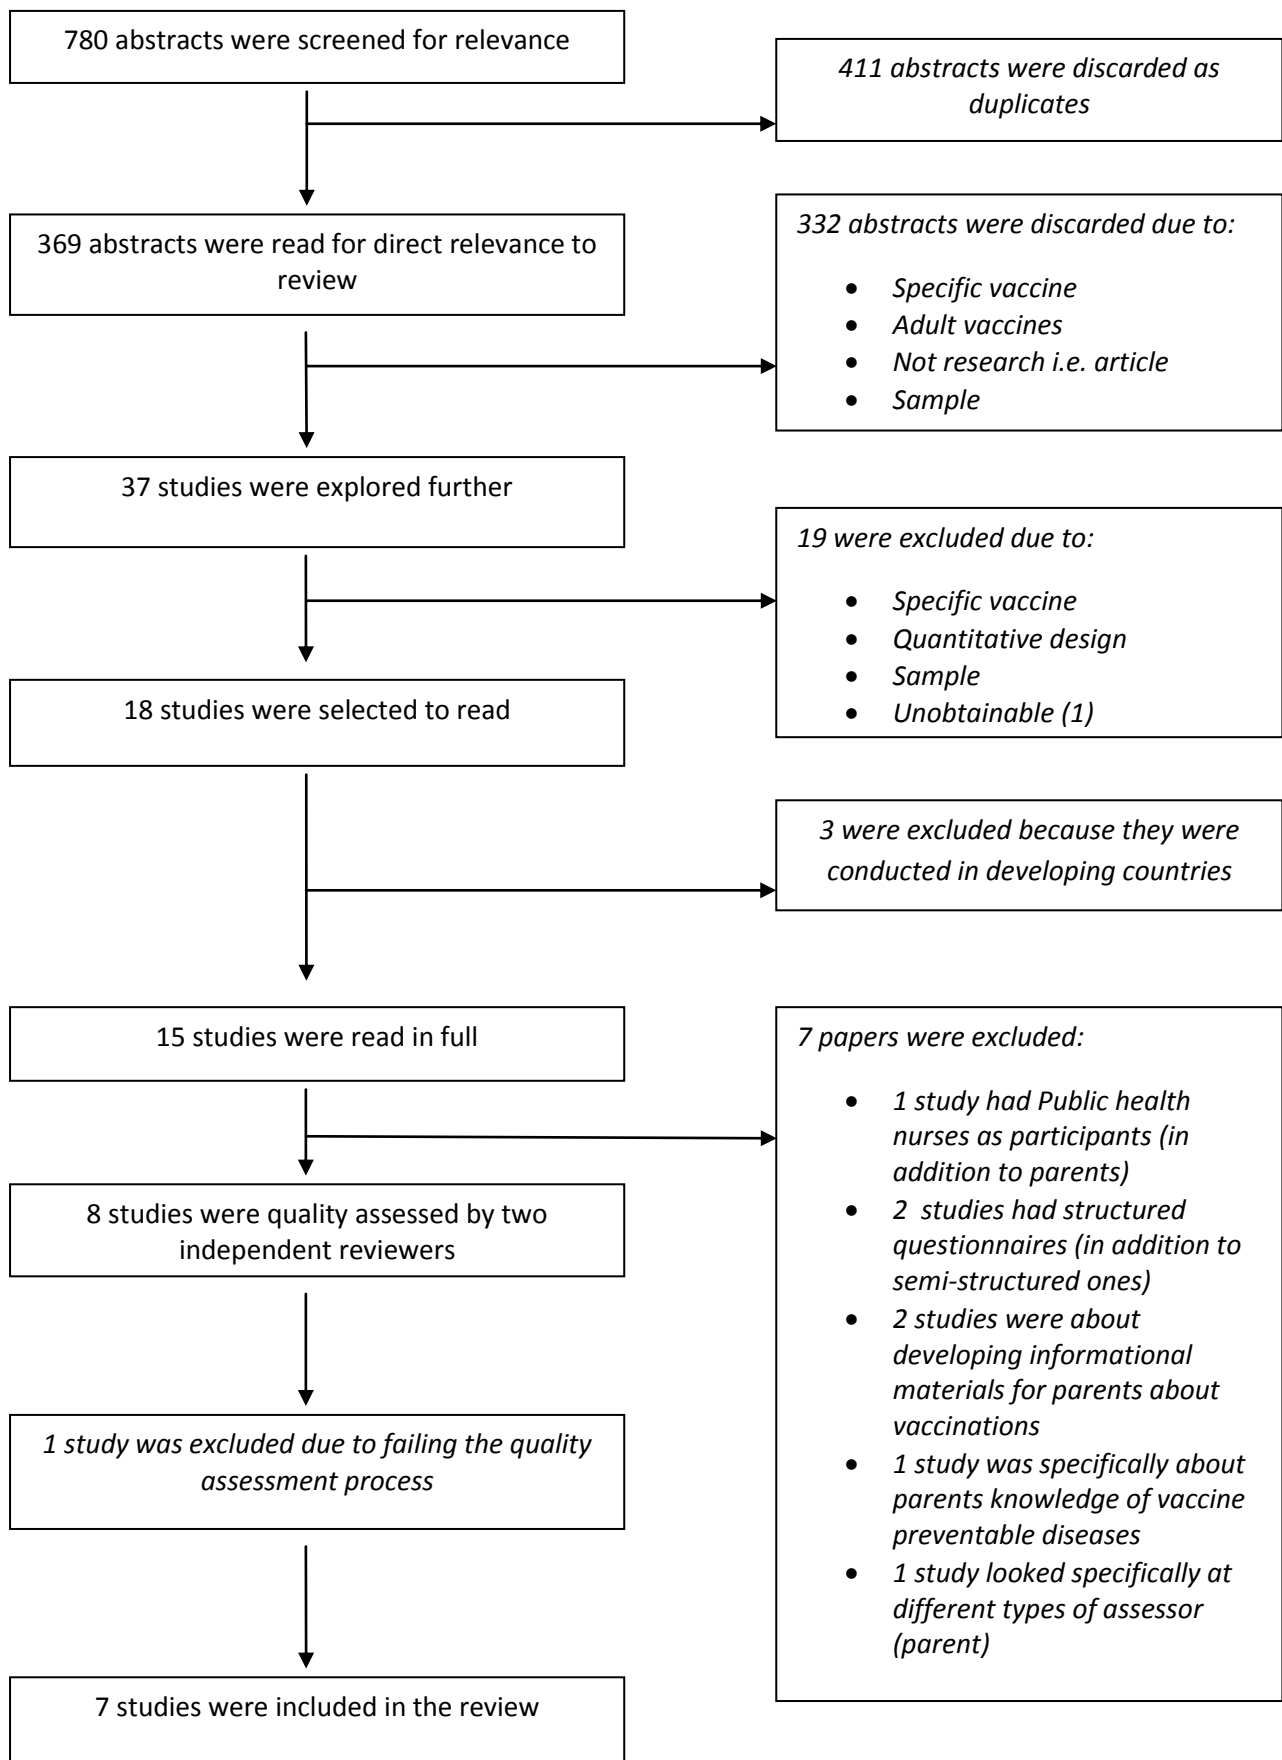 780 abstracts were screened for relevance
411 abstracts were discarded as
duplicates
369 abstracts were read for direct relevance to
review
332 abstracts were discarded due to:
• Specific vaccine
• Adult vaccines
• Not research i.e. article
• Sample
37 studies were explored further
19 were excluded due to:
• Specific vaccine
• Quantitative design
• Sample
• Unobtainable (1)
18 studies were selected to read
3 were excluded because they were
conducted in developing countries
15 studies were read in full
7 papers were excluded:
• 1 study had Public health
nurses as participants (in
addition to parents)
• 2 studies had structured
questionnaires (in addition to
semi-structured ones)
• 2 studies were about
developing informational
materials for parents about
vaccinations
• 1 study was specifically about
parents knowledge of vaccine
preventable diseases
• 1 study looked specifically at
different types of assessor
(parent)
8 studies were quality assessed by two
independent reviewers
1 study was excluded due to failing the quality
assessment process
7 studies were included in the review